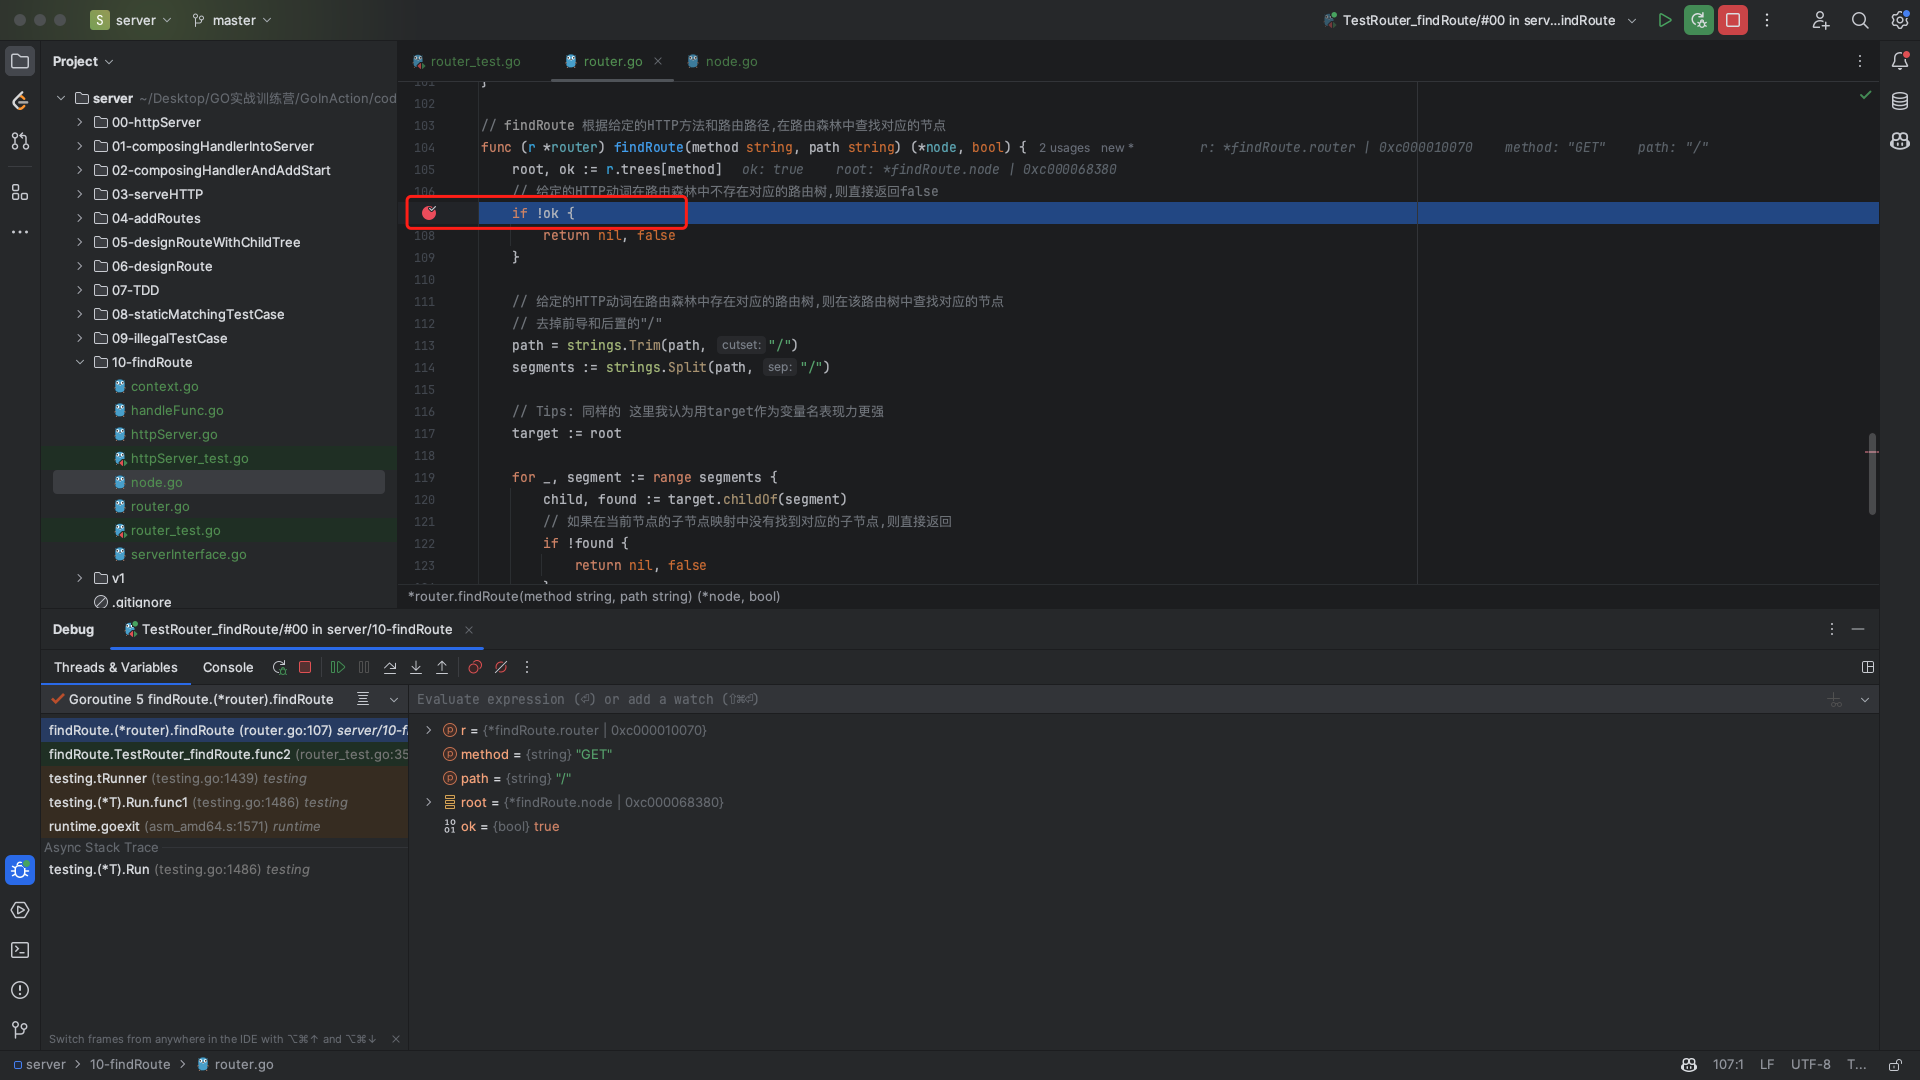 S server master TestRouter_findRoute/#00 in serv...indRoute
Project
server ~/Desktop/GO实战训练营/GoInAction/cod
00-httpServer
01-composingHandlerIntoServer
02-composingHandlerAndAddStart
03-serveHTTP
04-addRoutes
05-designRouteWithChildTree
06-designRoute
07-TDD
08-staticMatchingTestCase
09-illegalTestCase
10-findRoute
context.go
handleFunc.go
httpServer.go
httpServer_test.go
node.go
router.go
router_test.go
serverInterface.go
v1
.gitignore
router_test.go router.go node.go
101 }
102
103 // findRoute 根据给定的HTTP方法和路由路径,在路由森林中查找对应的节点
104 func (r *router) findRoute(method string, path string) (*node, bool) { 2 usages new * r: *findRoute.router | 0xc000010070 method: "GET" path: "/"
105 root, ok := r.trees[method] ok: true root: *findRoute.node | 0xc000068380
106 // 给定的HTTP动词在路由森林中不存在对应的路由树,则直接返回false
if !ok {
108 return nil, false
109 }
110
111 // 给定的HTTP动词在路由森林中存在对应的路由树,则在该路由树中查找对应的节点
112 // 去掉前导和后置的"/"
113 path = strings.Trim(path, cutset: "/")
114 segments := strings.Split(path, sep: "/")
115
116 // Tips: 同样的 这里我认为用target作为变量名表现力更强
117 target := root
118
119 for _, segment := range segments {
120 child, found := target.childOf(segment)
121 // 如果在当前节点的子节点映射中没有找到对应的子节点,则直接返回
122 if !found {
123 return nil, false
*router.findRoute(method string, path string) (*node, bool)
Debug TestRouter_findRoute/#00 in server/10-findRoute
Threads & Variables Console
Goroutine 5 findRoute.(*router).findRoute
findRoute.(*router).findRoute (router.go:107) server/10-fi
findRoute.TestRouter_findRoute.func2 (router_test.go:35
testing.tRunner (testing.go:1439) testing
testing.(*T).Run.func1 (testing.go:1486) testing
runtime.goexit (asm_amd64.s:1571) runtime
Async Stack Trace
testing.(*T).Run (testing.go:1486) testing
Switch frames from anywhere in the IDE with ⌥⌘↑ and ⌥⌘↓
Evaluate expression (⏎) or add a watch (⇧⌘⏎)
r = {*findRoute.router | 0xc000010070}
method = {string} "GET"
path = {string} "/"
root = {*findRoute.node | 0xc000068380}
ok = {bool} true
server 10-findRoute router.go 107:1 LF UTF-8 T...